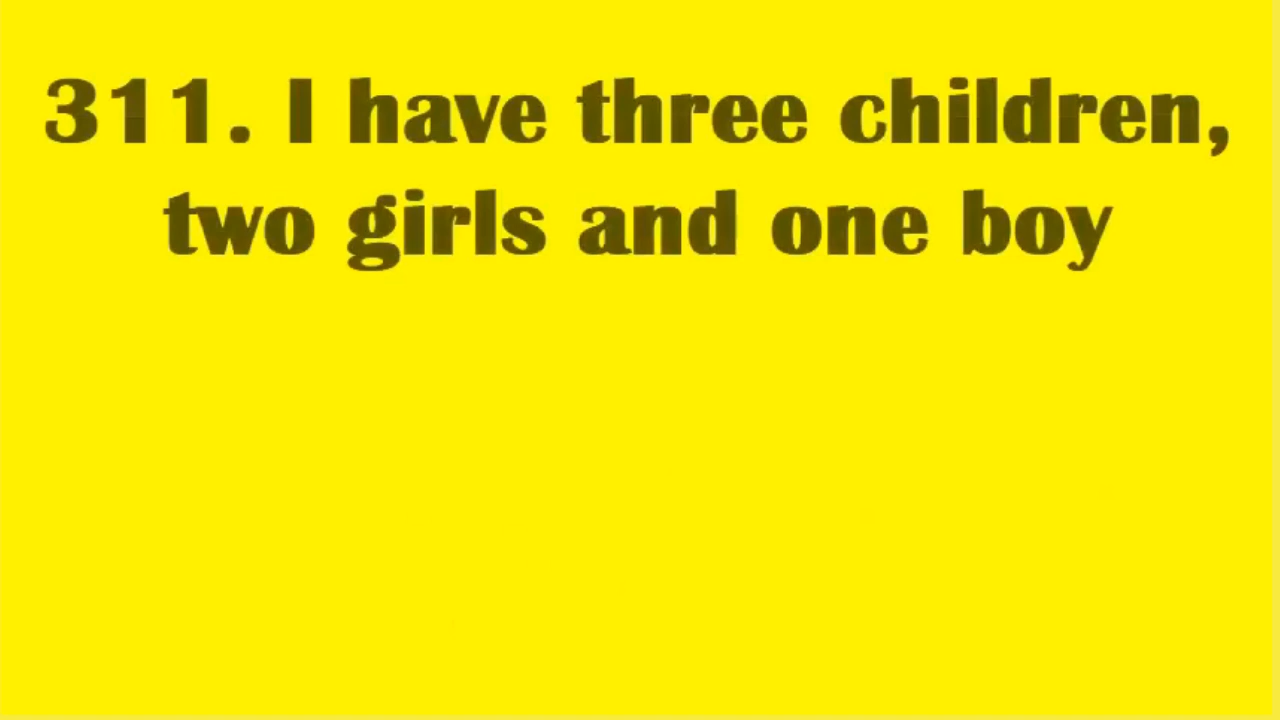 311. I have three children,
two girls and one boy